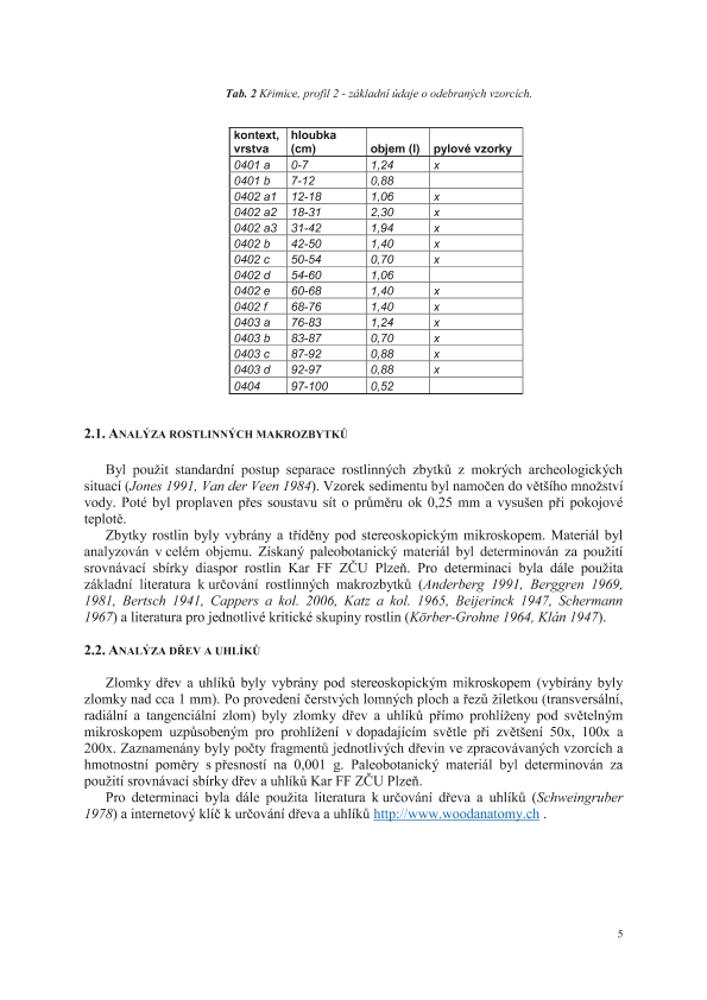 Tab. 2 Křimice, profil 2 - základní údaje o odebraných vzorcích.
kontext, vrstva hloubka (cm) objem (l) pylové vzorky
0401 a 0-7 1,24 x
0401 b 7-12 0,88
0402 a1 12-18 1,06 x
0402 a2 18-31 2,30 x
0402 a3 31-42 1,94 x
0402 b 42-50 1,40 x
0402 c 50-54 0,70 x
0402 d 54-60 1,06
0402 e 60-68 1,40 x
0402 f 68-76 1,40 x
0403 a 76-83 1,24 x
0403 b 83-87 0,70 x
0403 c 87-92 0,88 x
0403 d 92-97 0,88 x
0404 97-100 0,52
2.1. ANALÝZA ROSTLINNÝCH MAKROZBYTKŮ
Byl použit standardní postup separace rostlinných zbytků z mokrých archeologických
situací (Jones 1991, Van der Veen 1984). Vzorek sedimentu byl namočen do většího množství
vody. Poté byl proplaven přes soustavu sít o průměru ok 0,25 mm a vysušen při pokojové
teplotě.
Zbytky rostlin byly vybrány a tříděny pod stereoskopickým mikroskopem. Materiál byl
analyzován v celém objemu. Získaný paleobotanický materiál byl determinován za použití
srovnávací sbírky diaspor rostlin Kar FF ZČU Plzeň. Pro determinaci byla dále použita
základní literatura k určování rostlinných makrozbytků (Anderberg 1991, Berggren 1969,
1981, Bertsch 1941, Cappers a kol. 2006, Katz a kol. 1965, Beijerinck 1947, Schermann
1967) a literatura pro jednotlivé kritické skupiny rostlin (Körber-Grohne 1964, Klán 1947).
2.2. ANALÝZA DŘEV A UHLÍKŮ
Zlomky dřev a uhlíků byly vybrány pod stereoskopickým mikroskopem (vybírány byly
zlomky nad cca 1 mm). Po provedení čerstvých lomných ploch a řezů žiletkou (transversální,
radiální a tangenciální zlom) byly zlomky dřev a uhlíků přímo prohlíženy pod světelným
mikroskopem uzpůsobeným pro prohlížení v dopadajícím světle při zvětšení 50x, 100x a
200x. Zaznamenány byly počty fragmentů jednotlivých dřevin ve zpracovávaných vzorcích a
hmotnostní poměry s přesností na 0,001 g. Paleobotanický materiál byl determinován za
použití srovnávací sbírky dřev a uhlíků Kar FF ZČU Plzeň.
Pro determinaci byla dále použita literatura k určování dřeva a uhlíků (Schweingruber
1978) a internetový klíč k určování dřeva a uhlíků http://www.woodanatomy.ch .
5